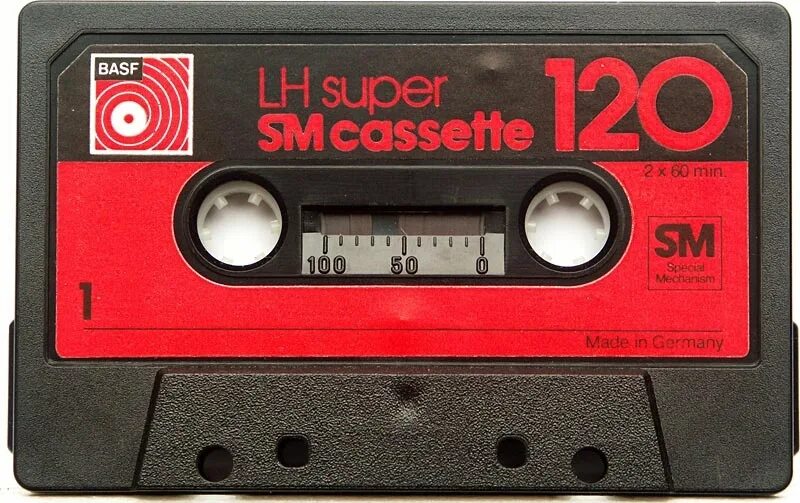 BASF
LH super
SM cassette
120
2 x 60 min.
100 50 0
SM
Special
Mechanism
1
Made in Germany